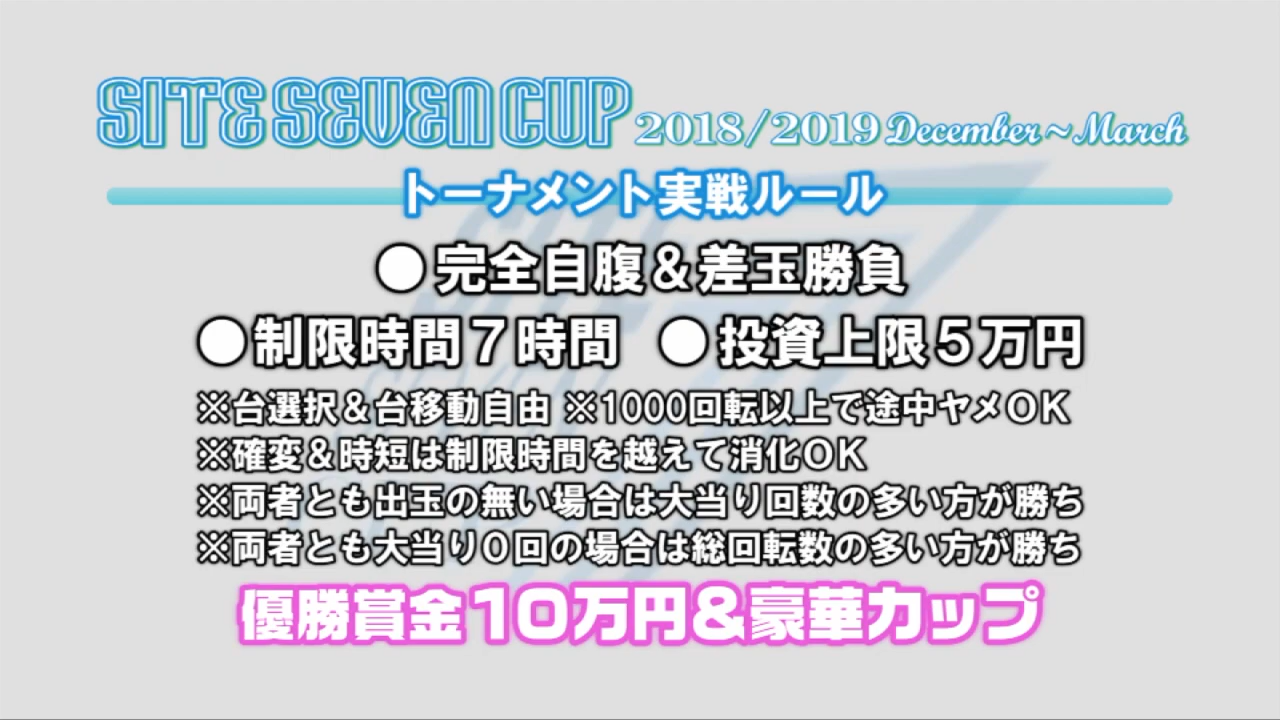 SITE SEVEN CUP 2018/2019 December～March
トーナメント実戦ルール
●完全自腹＆差玉勝負
●制限時間７時間 ●投資上限５万円
※台選択＆台移動自由 ※1000回転以上で途中ヤメＯＫ
※確変＆時短は制限時間を越えて消化ＯＫ
※両者とも出玉の無い場合は大当り回数の多い方が勝ち
※両者とも大当り０回の場合は総回転数の多い方が勝ち
優勝賞金10万円&豪華カップ